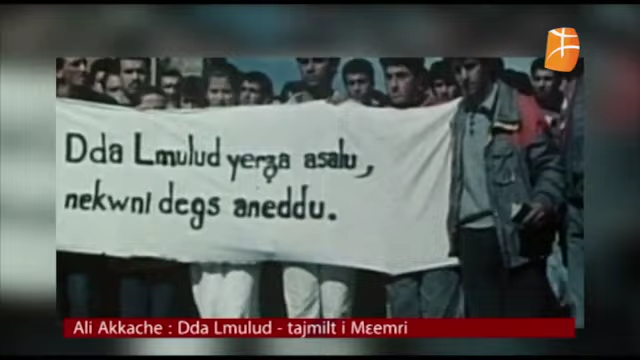 Dda Lmulud yerẓa asalu,
nekwni degs aneddu.
Ali Akkache : Dda Lmulud - tajmilt i Mɛemri